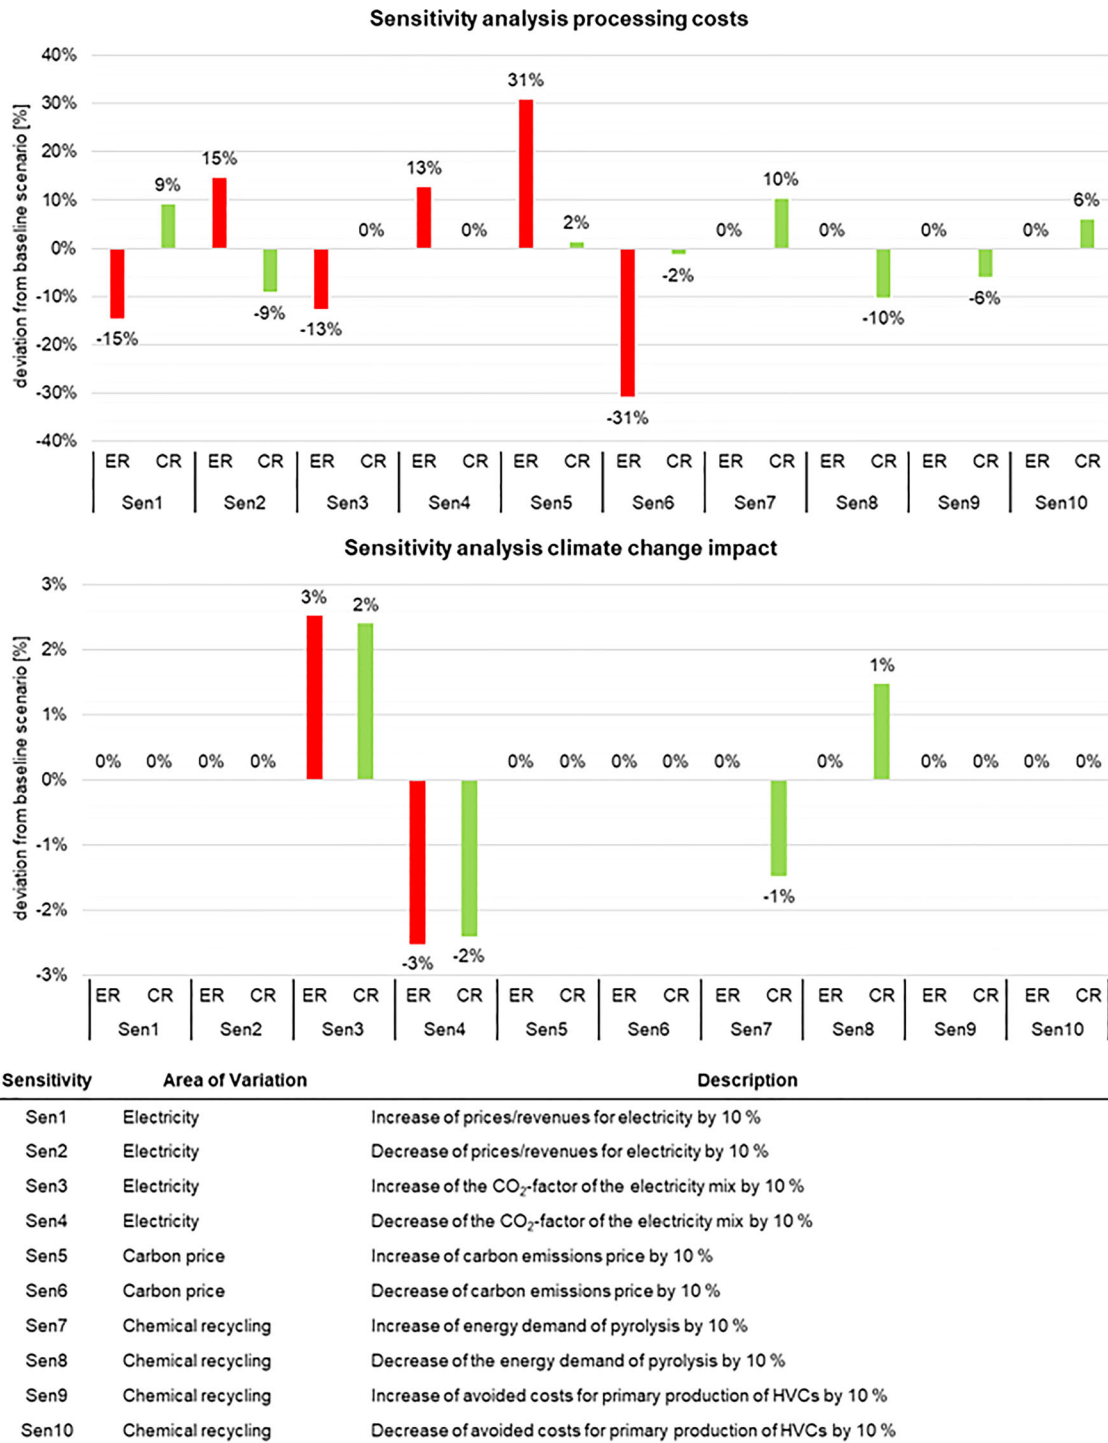 Sensitivity analysis processing costs
deviation from baseline scenario [%]
40%
30%
20%
10%
0%
-10%
-20%
-30%
-40%
-15% 9% 15% -9% -13% 0% 13% 0% 31% 2% -31% -2% 0% 10% 0% -10% 0% -6% 0% 6%
ER CR ER CR ER CR ER CR ER CR ER CR ER CR ER CR ER CR ER CR
Sen1 Sen2 Sen3 Sen4 Sen5 Sen6 Sen7 Sen8 Sen9 Sen10
Sensitivity analysis climate change impact
deviation from baseline scenario [%]
3%
2%
1%
0%
-1%
-2%
-3%
0% 0% 0% 0% 3% 2% -3% -2% 0% 0% 0% 0% 0% -1% 0% 1% 0% 0% 0% 0%
ER CR ER CR ER CR ER CR ER CR ER CR ER CR ER CR ER CR ER CR
Sen1 Sen2 Sen3 Sen4 Sen5 Sen6 Sen7 Sen8 Sen9 Sen10
Sensitivity Area of Variation Description
Sen1 Electricity Increase of prices/revenues for electricity by 10 %
Sen2 Electricity Decrease of prices/revenues for electricity by 10 %
Sen3 Electricity Increase of the CO₂-factor of the electricity mix by 10 %
Sen4 Electricity Decrease of the CO₂-factor of the electricity mix by 10 %
Sen5 Carbon price Increase of carbon emissions price by 10 %
Sen6 Carbon price Decrease of carbon emissions price by 10 %
Sen7 Chemical recycling Increase of energy demand of pyrolysis by 10 %
Sen8 Chemical recycling Decrease of the energy demand of pyrolysis by 10 %
Sen9 Chemical recycling Increase of avoided costs for primary production of HVCs by 10 %
Sen10 Chemical recycling Decrease of avoided costs for primary production of HVCs by 10 %